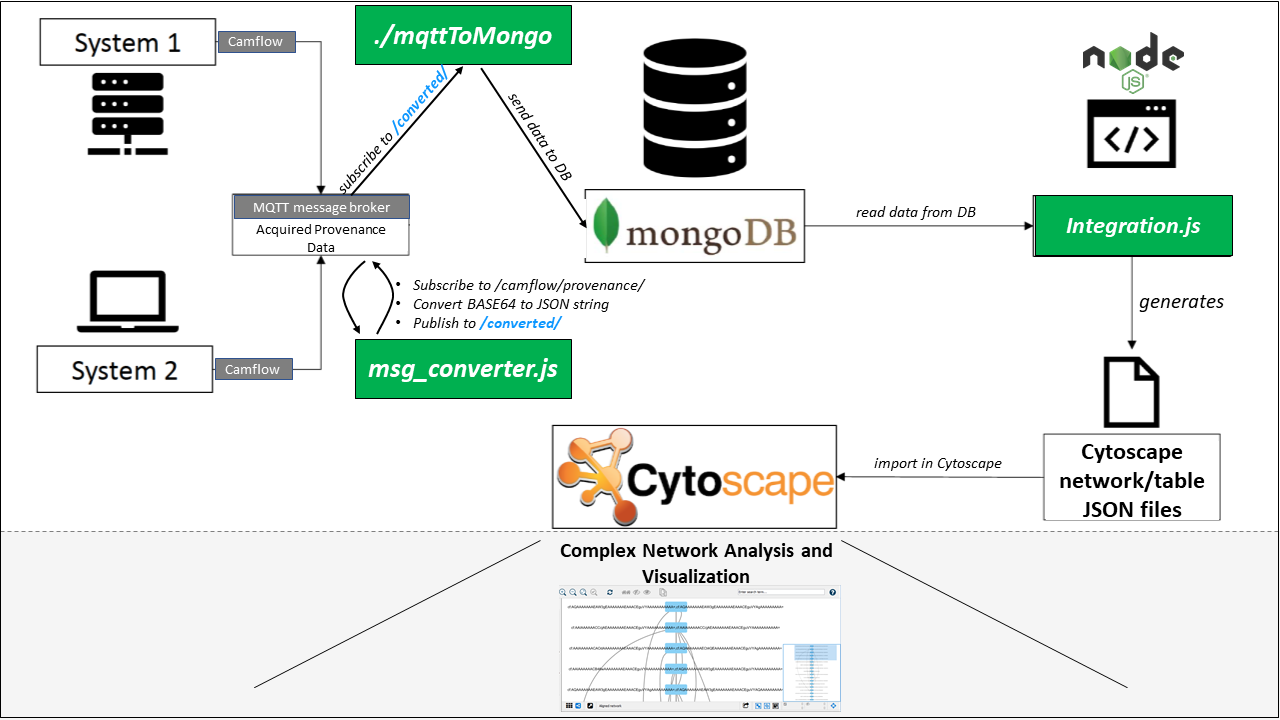 System 1
Camflow
./mqttToMongo
node
JS
</>
subscribe to /converted/
send data to DB
MQTT message broker
Acquired Provenance
Data
mongoDB
read data from DB
Integration.js
• Subscribe to /camflow/provenance/
• Convert BASE64 to JSON string
• Publish to /converted/
generates
System 2
Camflow
msg_converter.js
Cytoscape
import in Cytoscape
Cytoscape
network/table
JSON files
Complex Network Analysis and
Visualization